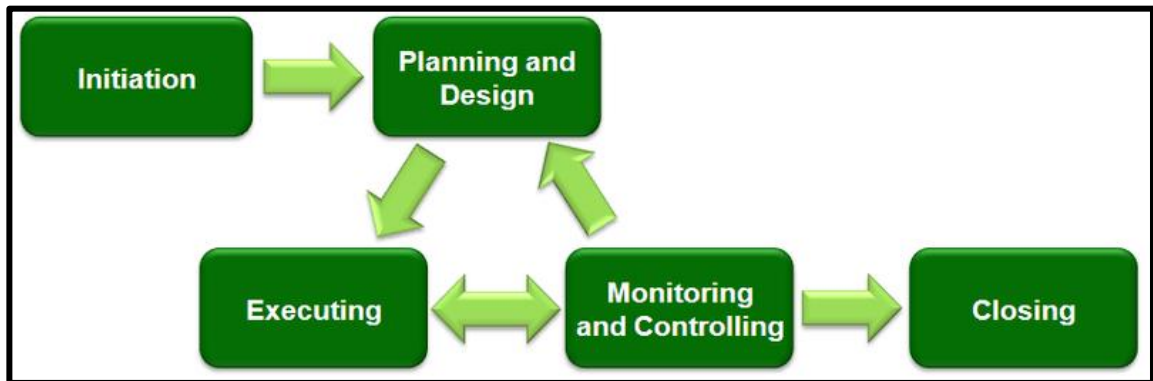 Initiation
Planning and
Design
Executing
Monitoring
and Controlling
Closing